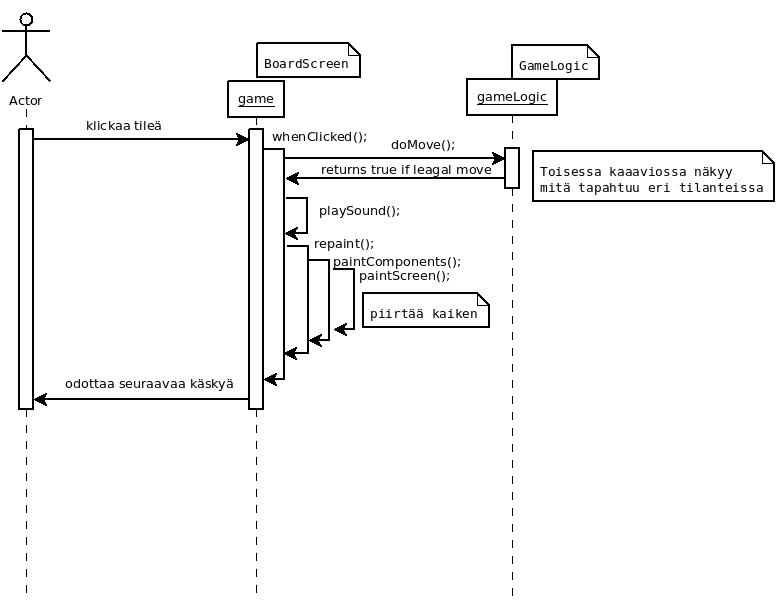 BoardScreen
GameLogic
Actor
game
gameLogic
klickaa tileä
whenClicked();
doMove();
returns true if leagal move
Toisessa kaaaviossa näkyy
mitä tapahtuu eri tilanteissa
playSound();
repaint();
paintComponents();
paintScreen();
piirtää kaiken
odottaa seuraavaa käskyä